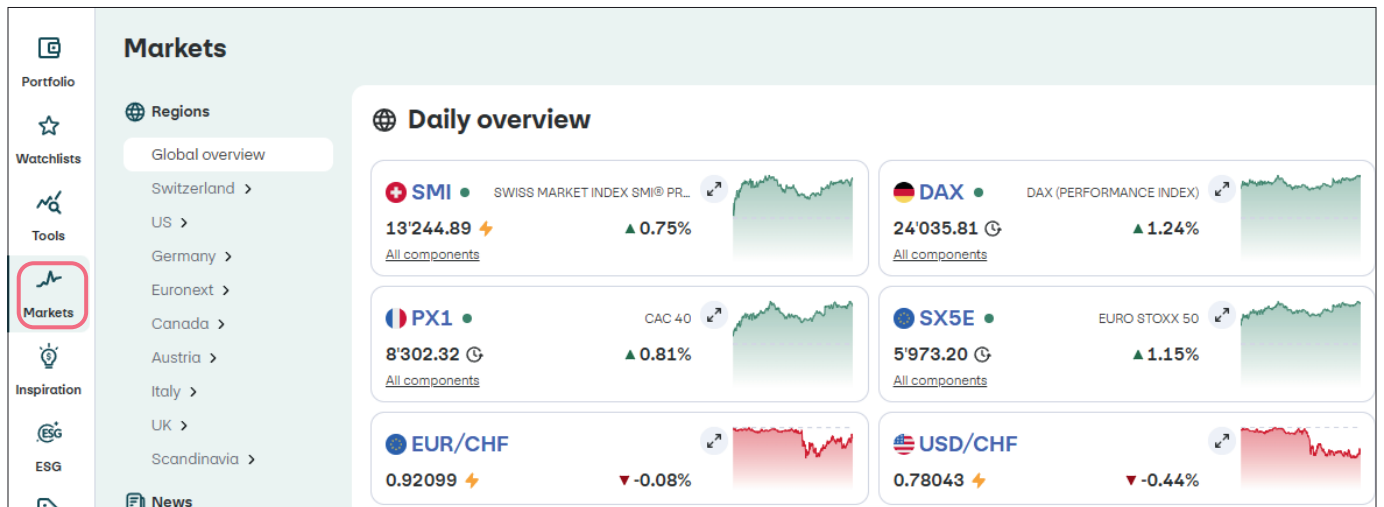 Portfolio
Watchlists
Tools
Markets
Inspiration
ESG
ESG
Markets
Regions
Global overview
Switzerland
US
Germany
Euronext
Canada
Austria
Italy
UK
Scandinavia
News
Daily overview
SMI SWISS MARKET INDEX SMI® PR...
13'244.89 ▲ 0.75%
All components
DAX DAX (PERFORMANCE INDEX)
24'035.81 ▲ 1.24%
All components
PX1 CAC 40
8'302.32 ▲ 0.81%
All components
SX5E EURO STOXX 50
5'973.20 ▲ 1.15%
All components
EUR/CHF
0.92099 ▼ -0.08%
USD/CHF
0.78043 ▼ -0.44%